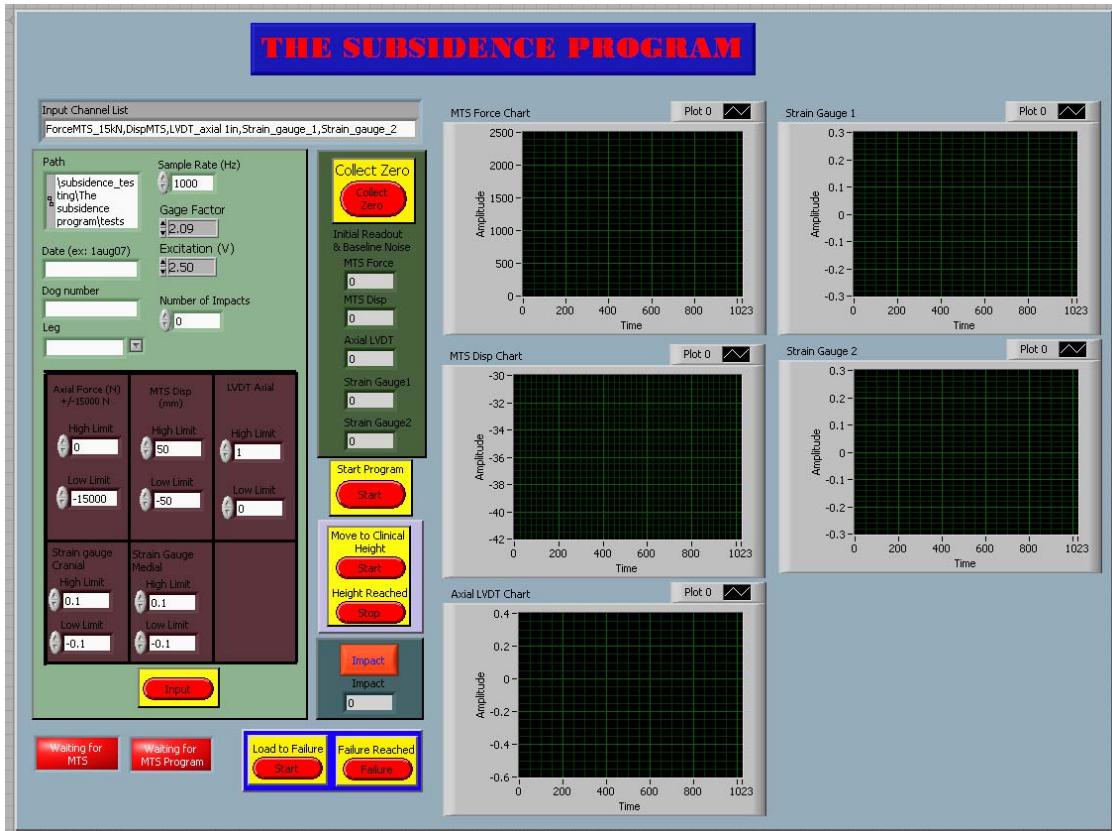 THE SUBSIDENCE PROGRAM
Input Channel List
ForceMTS_15kN,DispMTS,LVDT_axial 1in,Strain_gauge_1,Strain_gauge_2
Path
\subsidence_tes
ting\The
subsidence
program\tests
Sample Rate (Hz)
1000
Gage Factor
2.09
Date (ex: 1aug07)
Excitation (V)
2.50
Dog number
Number of Impacts
0
Leg
Axial Force (N)
+/-15000 N
High Limit
0
Low Limit
-15000
MTS Disp
(mm)
High Limit
50
Low Limit
-50
LVDT Axial
High Limit
1
Low Limit
0
Strain gauge
Cranial
High Limit
0.1
Low Limit
-0.1
Strain Gauge
Medial
High Limit
0.1
Low Limit
-0.1
Input
Waiting for
MTS
Waiting for
MTS Program
Collect Zero
Collect
Zero
Initial Readout
& Baseline Noise
MTS Force
0
MTS Disp
0
Axial LVDT
0
Strain Gauge1
0
Strain Gauge2
0
Start Program
Start
Move to Clinical
Height
Start
Height Reached
Stop
Impact
Impact
0
Load to Failure
Start
Failure Reached
Failure
MTS Force Chart
Plot 0
2500
2000
1500
1000
500
0
Amplitude
0 200 400 600 800 1023
Time
MTS Disp Chart
Plot 0
-30
-32
-34
-36
-38
-40
-42
Amplitude
0 200 400 600 800 1023
Time
Axial LVDT Chart
Plot 0
0.4
0.2
0
-0.2
-0.4
-0.6
Amplitude
0 200 400 600 800 1023
Time
Strain Gauge 1
Plot 0
0.3
0.2
0.1
0
-0.1
-0.2
-0.3
Amplitude
0 200 400 600 800 1023
Time
Strain Gauge 2
Plot 0
0.3
0.2
0.1
0
-0.1
-0.2
-0.3
Amplitude
0 200 400 600 800 1023
Time